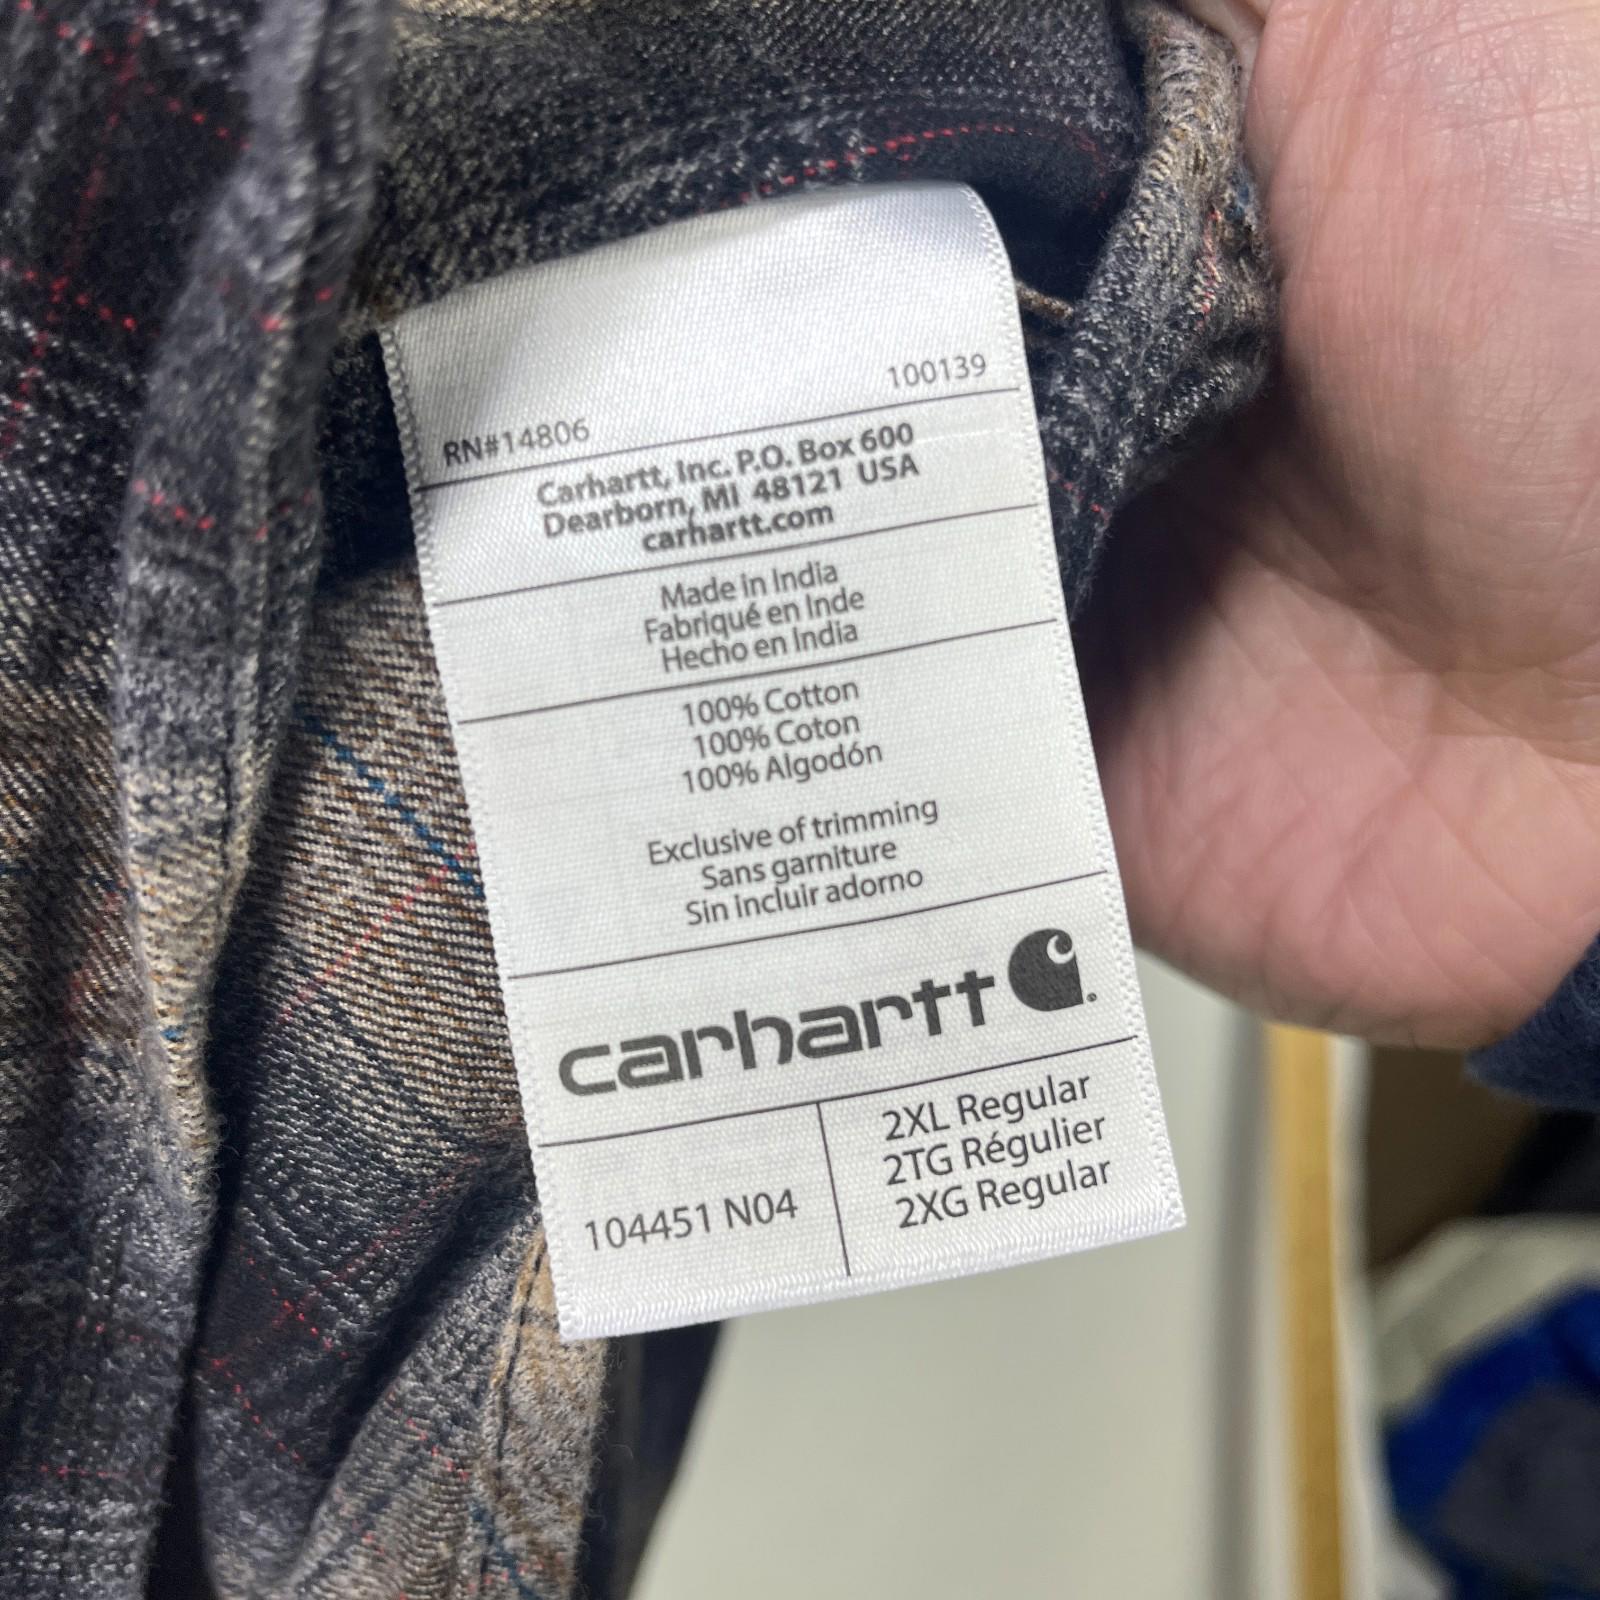 RN#14806 100139
Carhartt, Inc. P.O. Box 600
Dearborn, MI 48121 USA
carhartt.com
Made in India
Fabriqué en Inde
Hecho en India
100% Cotton
100% Coton
100% Algodón
Exclusive of trimming
Sans garniture
Sin incluir adorno
carhartt
104451 N04
2XL Regular
2TG Régulier
2XG Regular